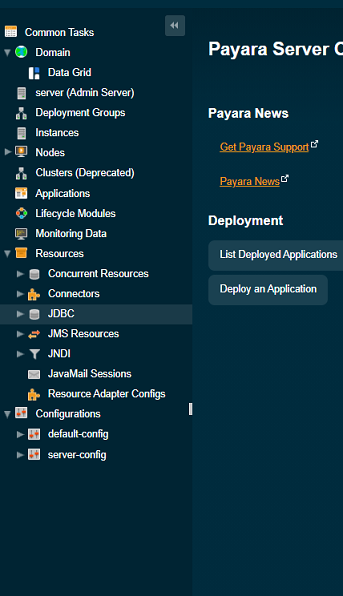 Common Tasks
Domain
Data Grid
server (Admin Server)
Deployment Groups
Instances
Nodes
Clusters (Deprecated)
Applications
Lifecycle Modules
Monitoring Data
Resources
Concurrent Resources
Connectors
JDBC
JMS Resources
JNDI
JavaMail Sessions
Resource Adapter Configs
Configurations
default-config
server-config
Payara Server C
Payara News
Get Payara Support
Payara News
Deployment
List Deployed Applications
Deploy an Application